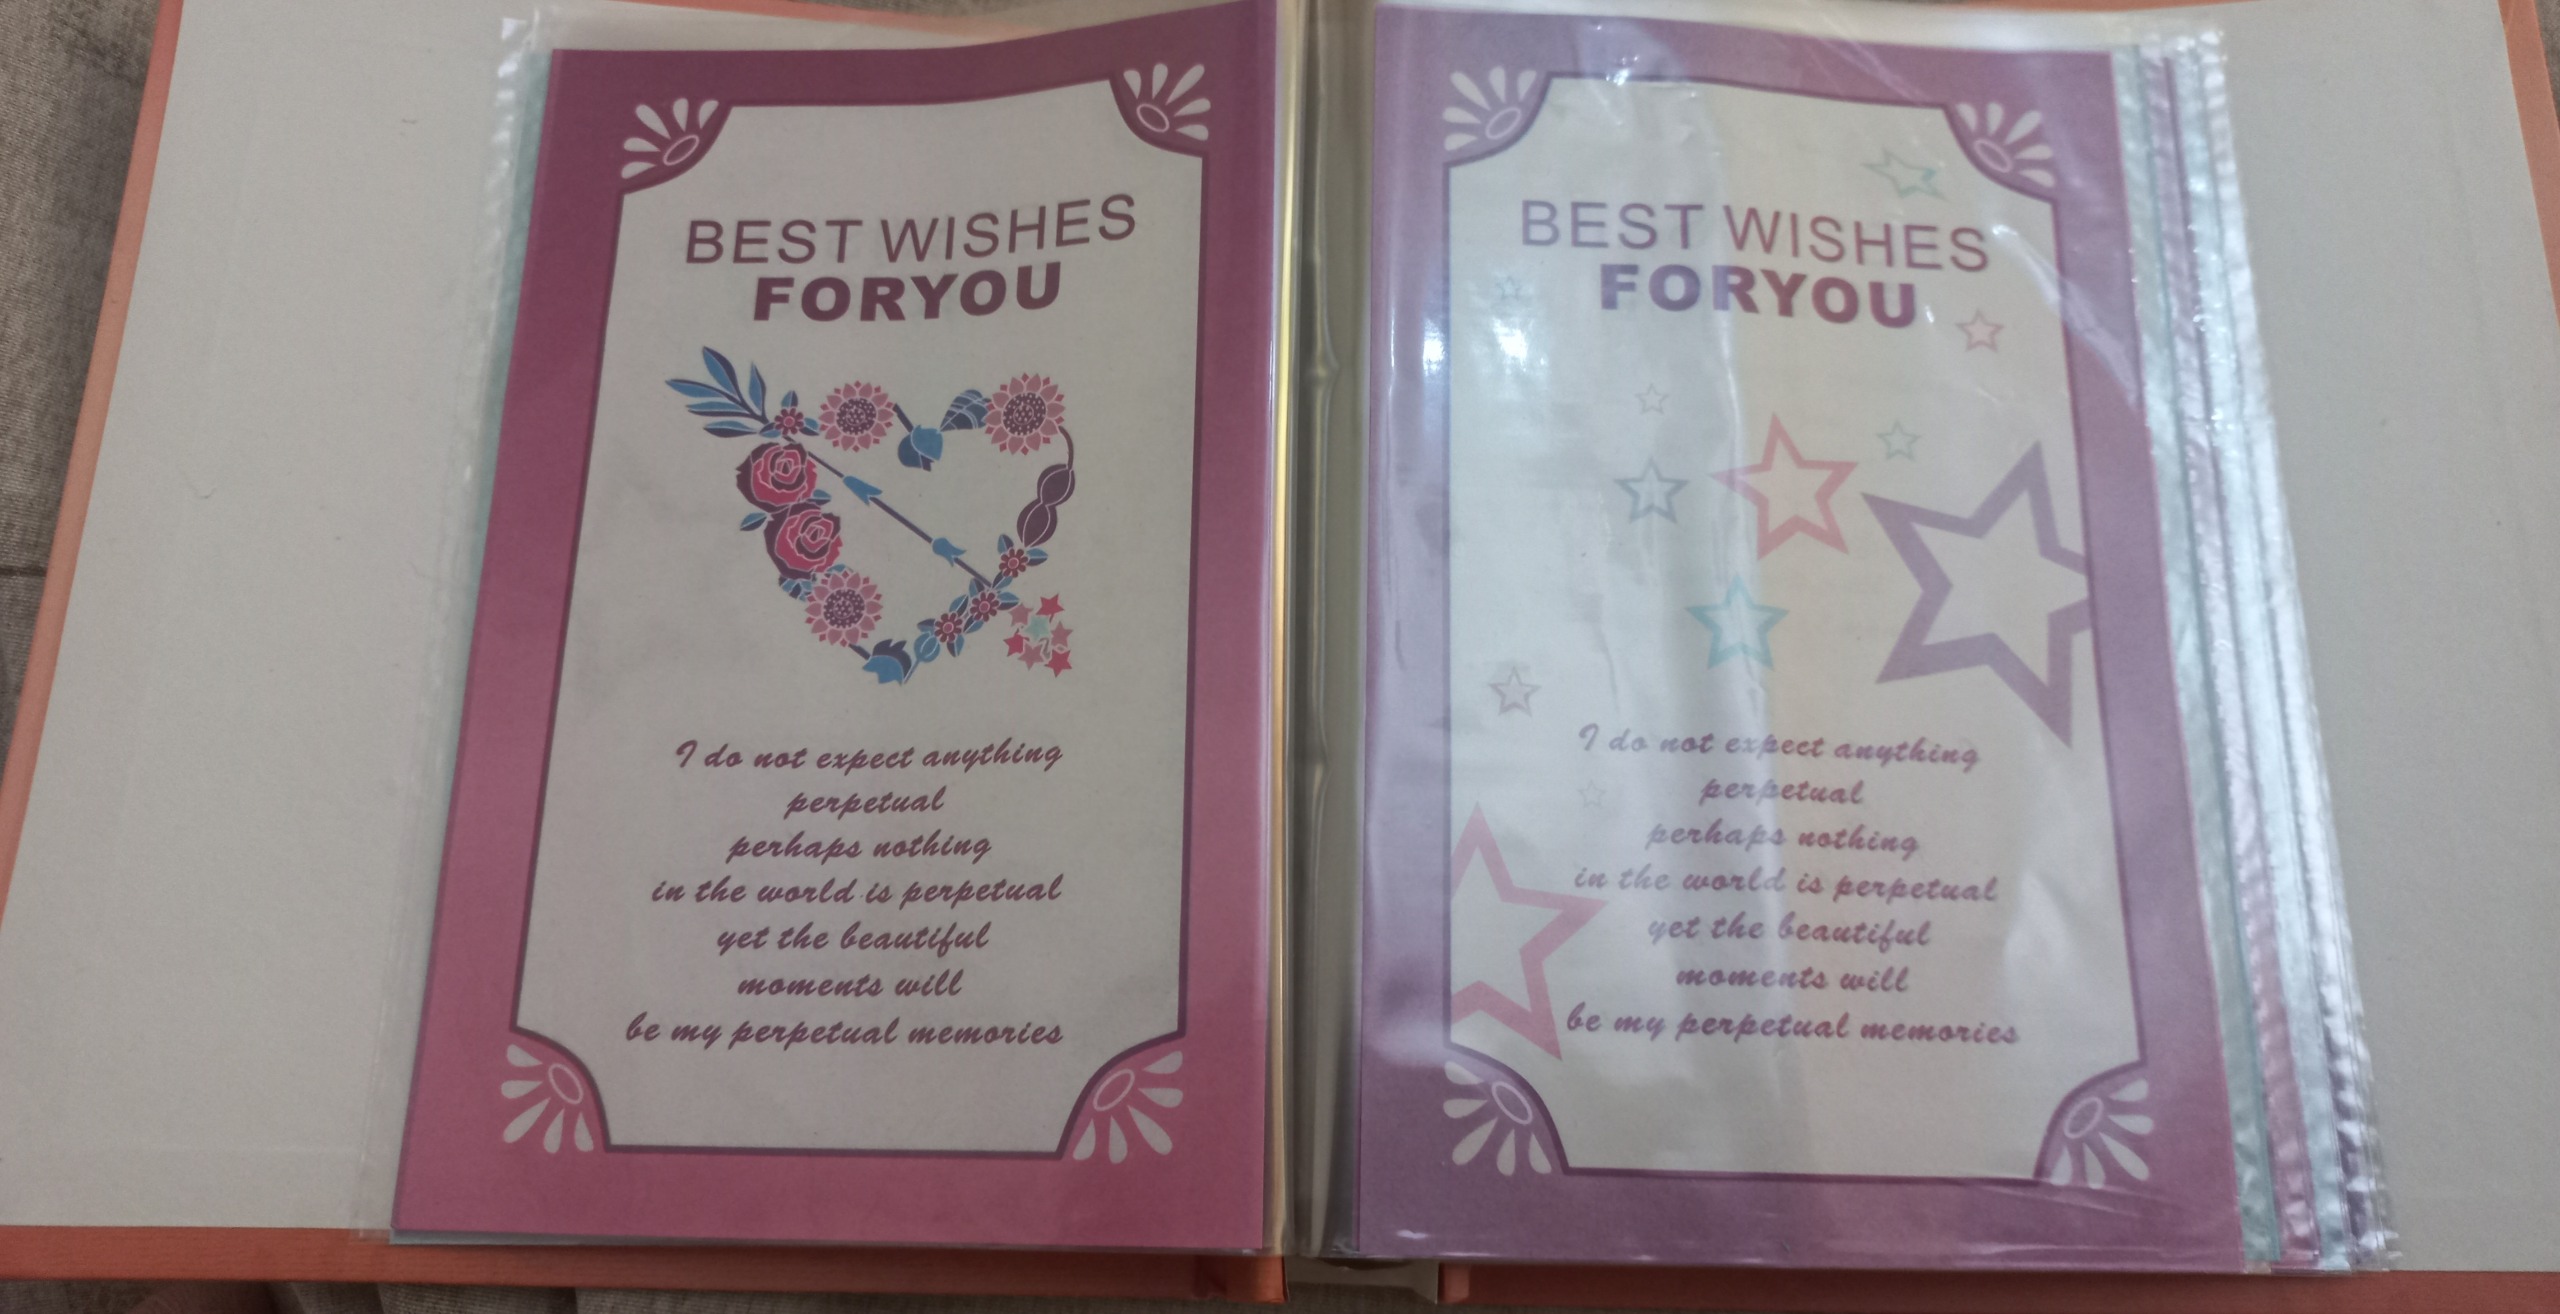 BEST WISHES
FORYOU
I do not expect anything
perpetual
perhaps nothing
in the world is perpetual
yet the beautiful
moments will
be my perpetual memories
BEST WISHES
FORYOU
I do not expect anything
perpetual
perhaps nothing
in the world is perpetual
yet the beautiful
moments will
be my perpetual memories